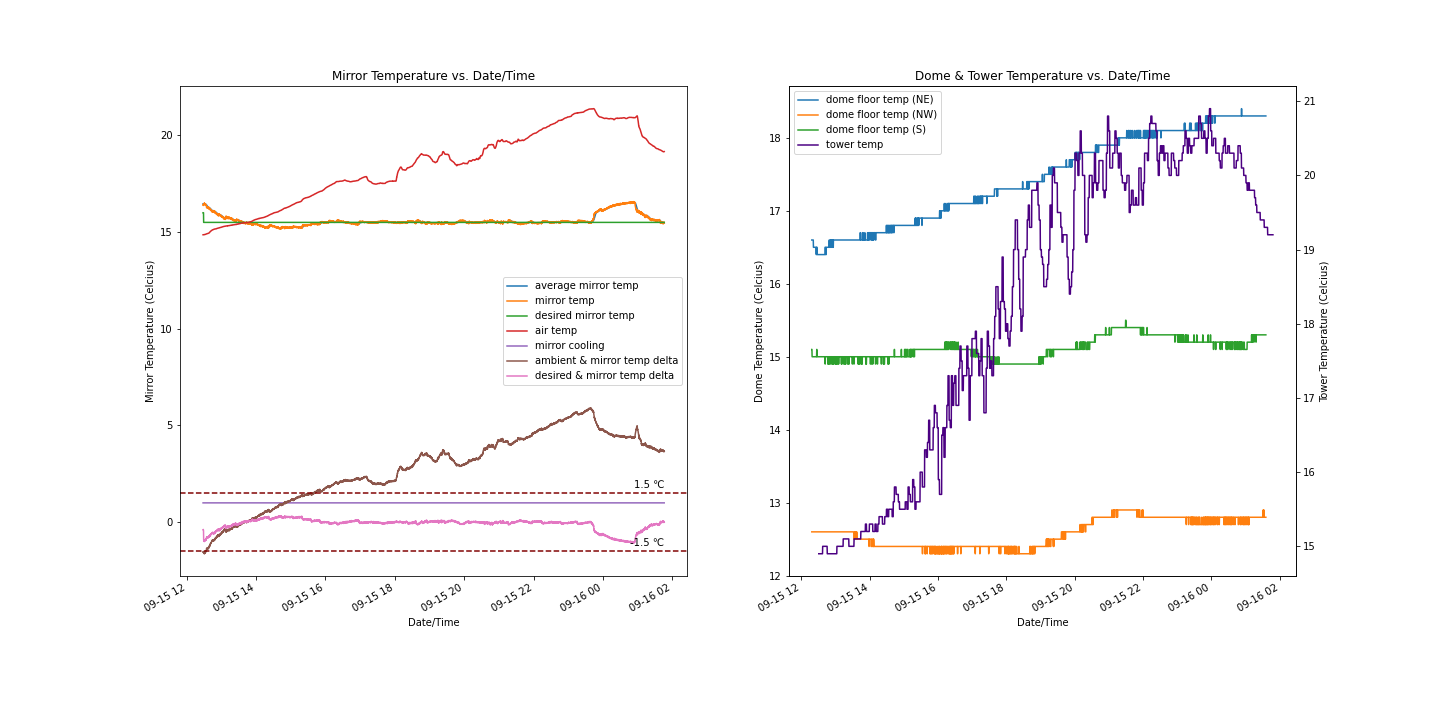 Mirror Temperature vs. Date/Time
Mirror Temperature (Celcius)
20
15
10
5
0
average mirror temp
mirror temp
desired mirror temp
air temp
mirror cooling
ambient & mirror temp delta
desired & mirror temp delta
1.5 °C
-1.5 °C
09-15 12
09-15 14
09-15 16
09-15 18
09-15 20
09-15 22
09-16 00
09-16 02
Date/Time
Dome & Tower Temperature vs. Date/Time
Dome Temperature (Celcius)
18
17
16
15
14
13
12
dome floor temp (NE)
dome floor temp (NW)
dome floor temp (S)
tower temp
21
20
19
18
17
16
15
Tower Temperature (Celcius)
09-15 12
09-15 14
09-15 16
09-15 18
09-15 20
09-15 22
09-16 00
09-16 02
Date/Time